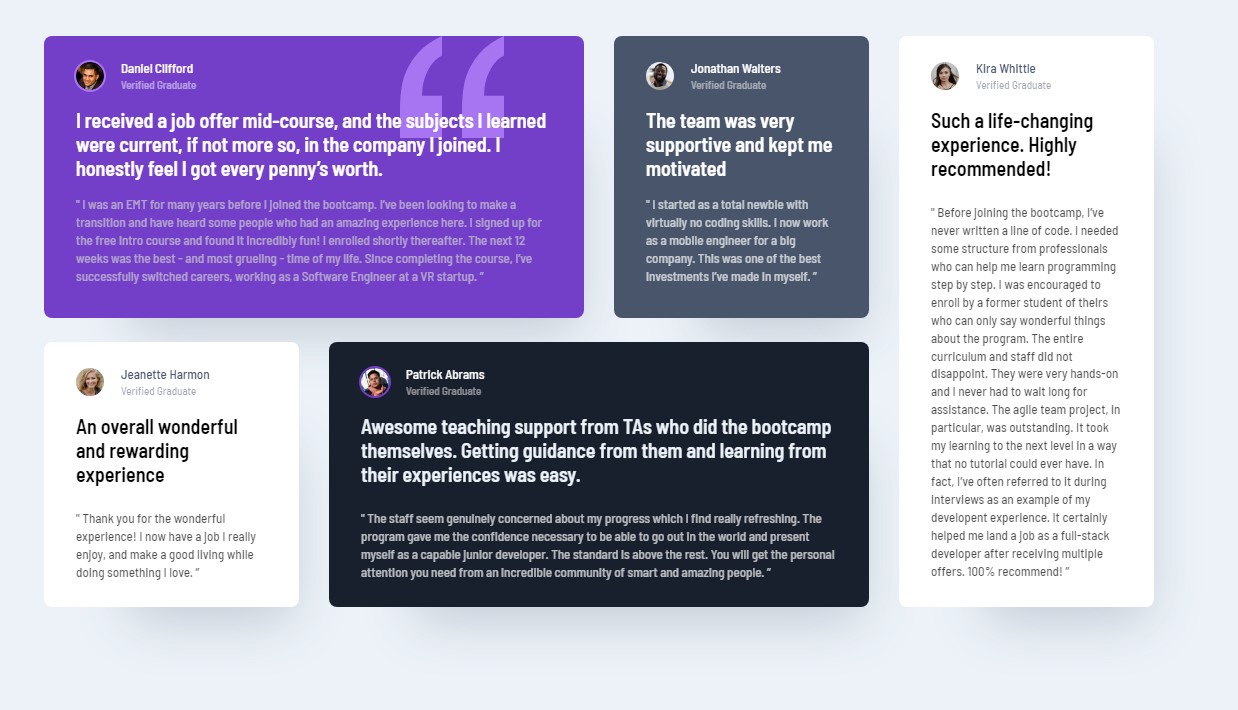 Daniel Clifford
Verified Graduate
I received a job offer mid-course, and the subjects I learned
were current, if not more so, in the company I joined. I
honestly feel I got every penny’s worth.
" I was an EMT for many years before I joined the bootcamp. I’ve been looking to make a
transition and have heard some people who had an amazing experience here. I signed up for
the free intro course and found it incredibly fun! I enrolled shortly thereafter. The next 12
weeks was the best - and most grueling - time of my life. Since completing the course, I’ve
successfully switched careers, working as a Software Engineer at a VR startup. ”
Jonathan Walters
Verified Graduate
The team was very
supportive and kept me
motivated
" I started as a total newbie with
virtually no coding skills. I now work
as a mobile engineer for a big
company. This was one of the best
investments I’ve made in myself. ”
Kira Whittle
Verified Graduate
Such a life-changing
experience. Highly
recommended!
" Before joining the bootcamp, I’ve
never written a line of code. I needed
some structure from professionals
who can help me learn programming
step by step. I was encouraged to
enroll by a former student of theirs
who can only say wonderful things
about the program. The entire
curriculum and staff did not
disappoint. They were very hands-on
and I never had to wait long for
assistance. The agile team project, in
particular, was outstanding. It took
my learning to the next level in a way
that no tutorial could ever have. In
fact, I’ve often referred to it during
interviews as an example of my
developent experience. It certainly
helped me land a job as a full-stack
developer after receiving multiple
offers. 100% recommend! ”
Jeanette Harmon
Verified Graduate
An overall wonderful
and rewarding
experience
" Thank you for the wonderful
experience! I now have a job I really
enjoy, and make a good living while
doing something I love. ”
Patrick Abrams
Verified Graduate
Awesome teaching support from TAs who did the bootcamp
themselves. Getting guidance from them and learning from
their experiences was easy.
" The staff seem genuinely concerned about my progress which I find really refreshing. The
program gave me the confidence necessary to be able to go out in the world and present
myself as a capable junior developer. The standard is above the rest. You will get the personal
attention you need from an incredible community of smart and amazing people. ”